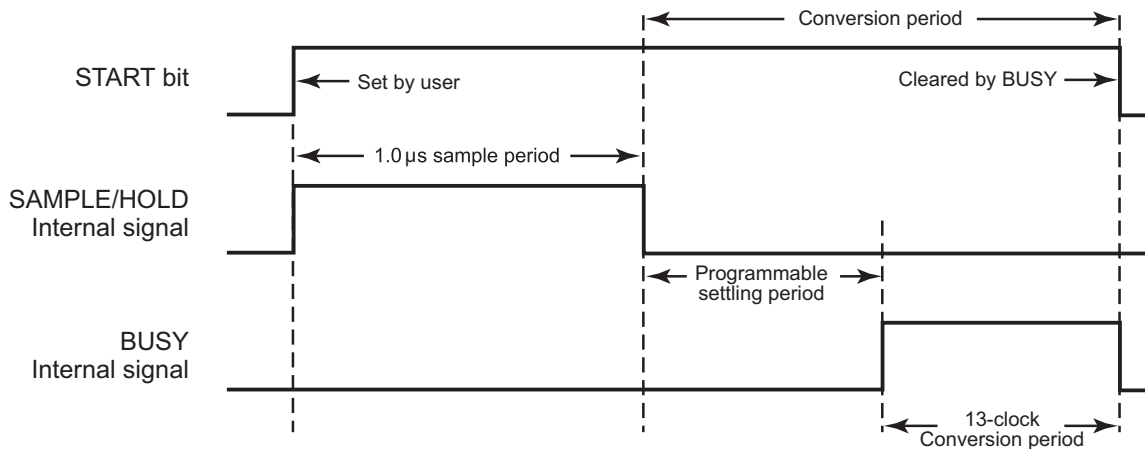 Conversion period
START bit
Set by user
Cleared by BUSY
1.0 µs sample period
SAMPLE/HOLD
Internal signal
Programmable
settling period
BUSY
Internal signal
13-clock
Conversion period